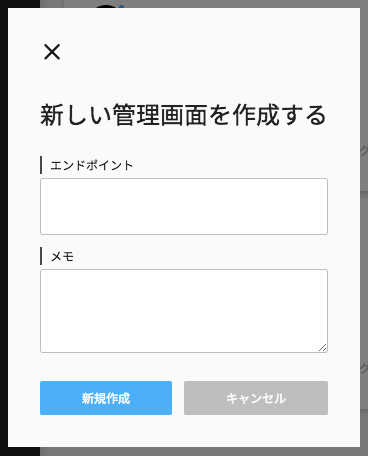 新しい管理画面を作成する
エンドポイント
メモ
新規作成
キャンセル